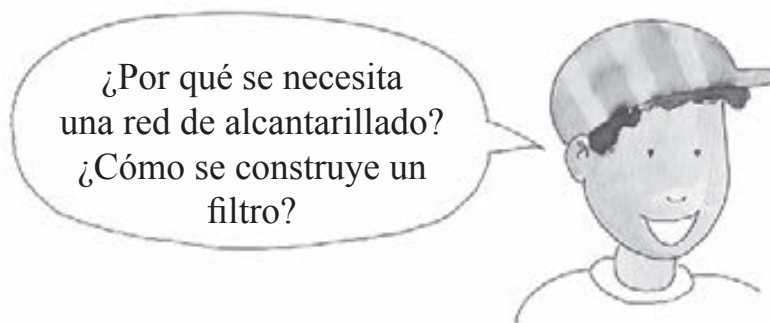 ¿Por qué se necesita
una red de alcantarillado?
¿Cómo se construye un
filtro?